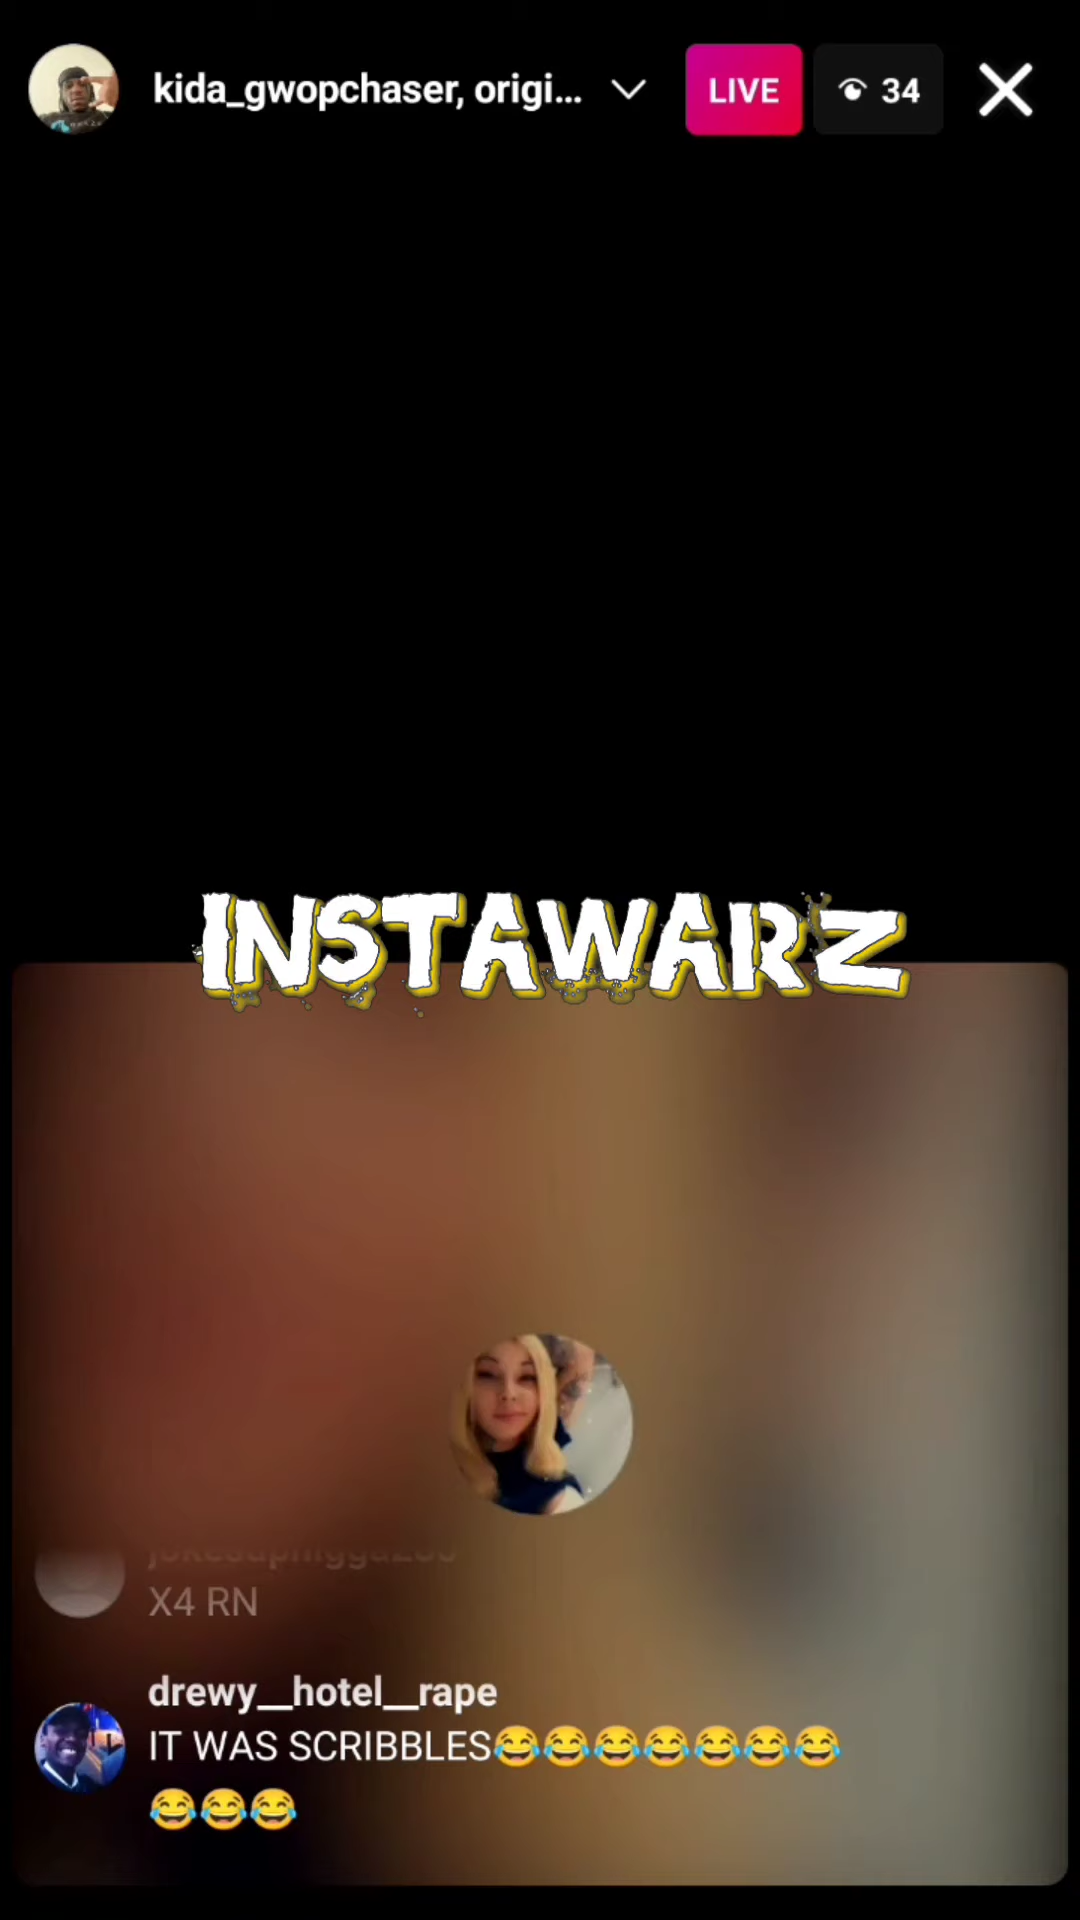 kida_gwopchaser, origi...
LIVE
34
INSTAWARZ
X4 RN
drewy__hotel__rape
IT WAS SCRIBBLES😂😂😂😂😂😂😂
😂😂😂